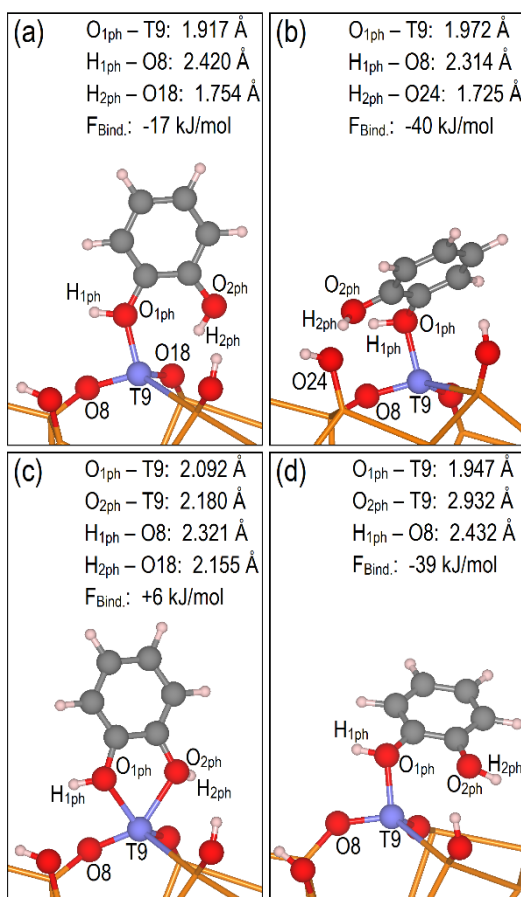 (a)
O1ph – T9: 1.917 Å
H1ph – O8: 2.420 Å
H2ph – O18: 1.754 Å
FBind.: -17 kJ/mol
H1ph
O1ph
O2ph
H2ph
O18
O8
T9
(b)
O1ph – T9: 1.972 Å
H1ph – O8: 2.314 Å
H2ph – O24: 1.725 Å
FBind.: -40 kJ/mol
O2ph
H2ph
O1ph
H1ph
O24
O8
T9
(c)
O1ph – T9: 2.092 Å
O2ph – T9: 2.180 Å
H1ph – O8: 2.321 Å
H2ph – O18: 2.155 Å
FBind.: +6 kJ/mol
O2ph
O1ph
H1ph
H2ph
T9
O8
(d)
O1ph – T9: 1.947 Å
O2ph – T9: 2.932 Å
H1ph – O8: 2.432 Å
FBind.: -39 kJ/mol
H1ph
O1ph
H2ph
O2ph
O8
T9